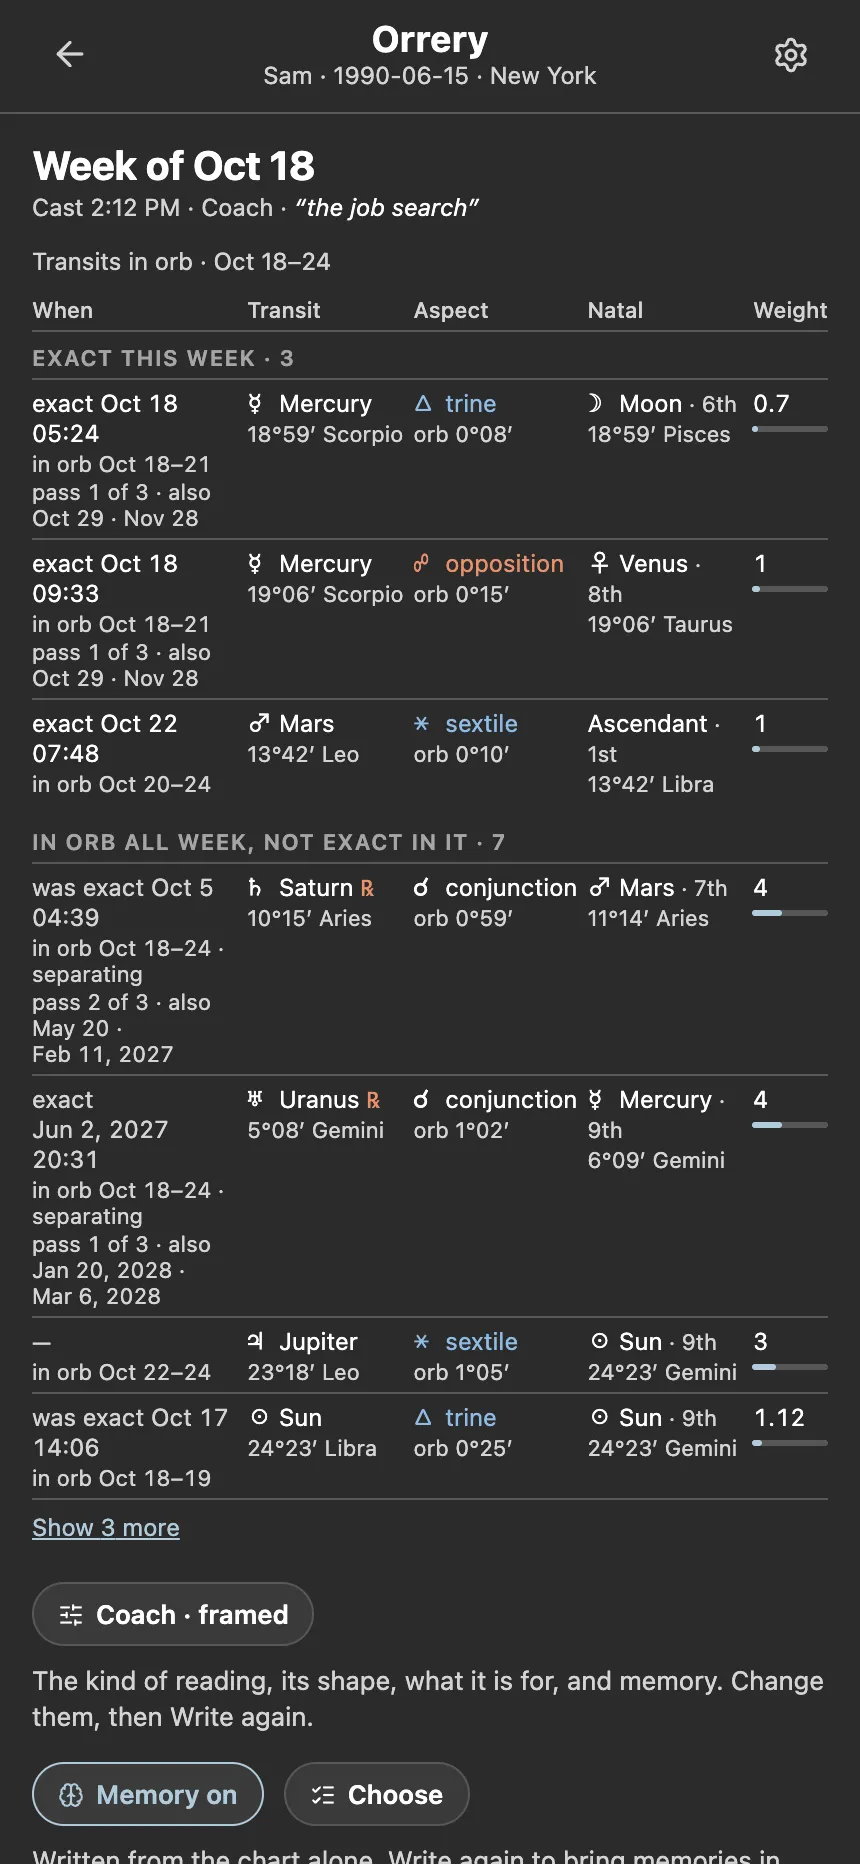 Orrery
Sam · 1990-06-15 · New York
Week of Oct 18
Cast 2:12 PM · Coach · “the job search”
Transits in orb · Oct 18–24
When Transit Aspect Natal Weight
EXACT THIS WEEK · 3
exact Oct 18 ☿ Mercury △ trine ☽ Moon · 6th 0.7
05:24 18°59′ Scorpio orb 0°08′ 18°59′ Pisces
in orb Oct 18–21
pass 1 of 3 · also
Oct 29 · Nov 28
exact Oct 18 ☿ Mercury ☍ opposition ♀ Venus · 1
09:33 19°06′ Scorpio orb 0°15′ 8th
in orb Oct 18–21 19°06′ Taurus
pass 1 of 3 · also
Oct 29 · Nov 28
exact Oct 22 ♂ Mars ⚹ sextile Ascendant · 1
07:48 13°42′ Leo orb 0°10′ 1st
in orb Oct 20–24 13°42′ Libra
IN ORB ALL WEEK, NOT EXACT IN IT · 7
was exact Oct 5 ♄ Saturn ℞ ☌ conjunction ♂ Mars · 7th 4
04:39 10°15′ Aries orb 0°59′ 11°14′ Aries
in orb Oct 18–24 ·
separating
pass 2 of 3 · also
May 20 ·
Feb 11, 2027
exact ♅ Uranus ℞ ☌ conjunction ☿ Mercury · 4
Jun 2, 2027 5°08′ Gemini orb 1°02′ 9th
20:31 6°09′ Gemini
in orb Oct 18–24 ·
separating
pass 1 of 3 · also
Jan 20, 2028 ·
Mar 6, 2028
— ♃ Jupiter ⚹ sextile ☉ Sun · 9th 3
in orb Oct 22–24 23°18′ Leo orb 1°05′ 24°23′ Gemini
was exact Oct 17 ☉ Sun △ trine ☉ Sun · 9th 1.12
14:06 24°23′ Libra orb 0°25′ 24°23′ Gemini
in orb Oct 18–19
Show 3 more
Coach · framed
The kind of reading, its shape, what it is for, and memory. Change
them, then Write again.
Memory on Choose
Written from the chart alone. Write again to bring memories in